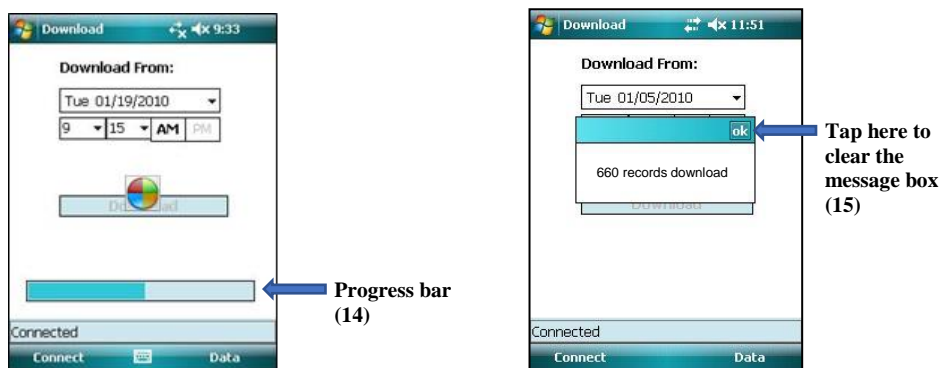 Download 9:33
Download From:
Tue 01/19/2010
9 15 AM PM
Download
Progress bar
(14)
Connected
Connect Data
Download 11:51
Download From:
Tue 01/05/2010
ok
660 records download
Download
Tap here to
clear the
message box
(15)
Connected
Connect Data